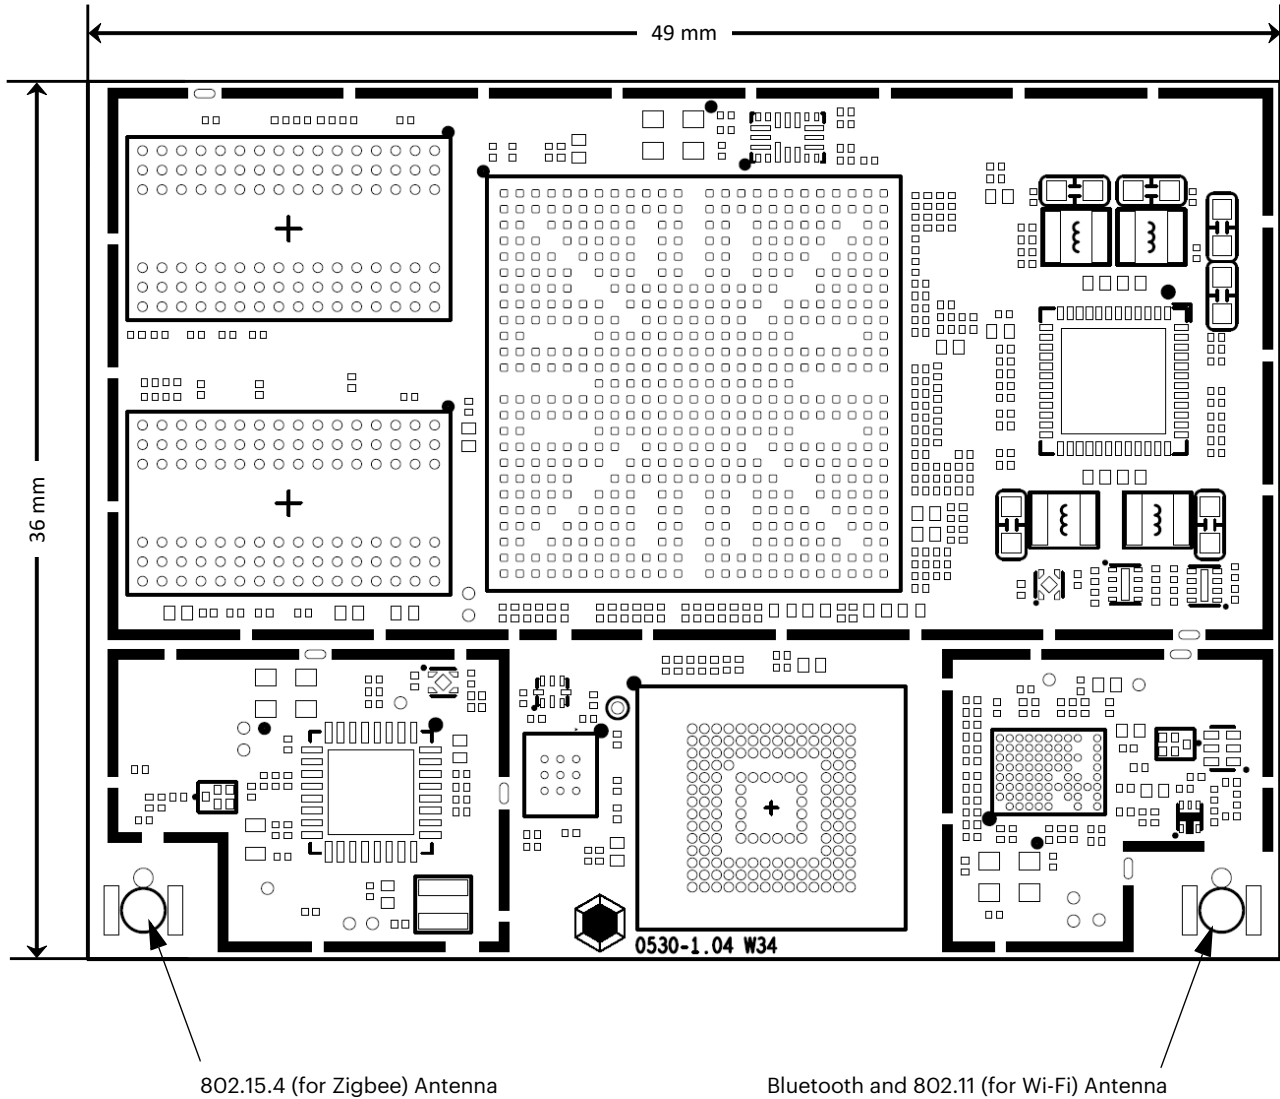 49 mm
36 mm
0530-1.04 W34
802.15.4 (for Zigbee) Antenna
Bluetooth and 802.11 (for Wi-Fi) Antenna